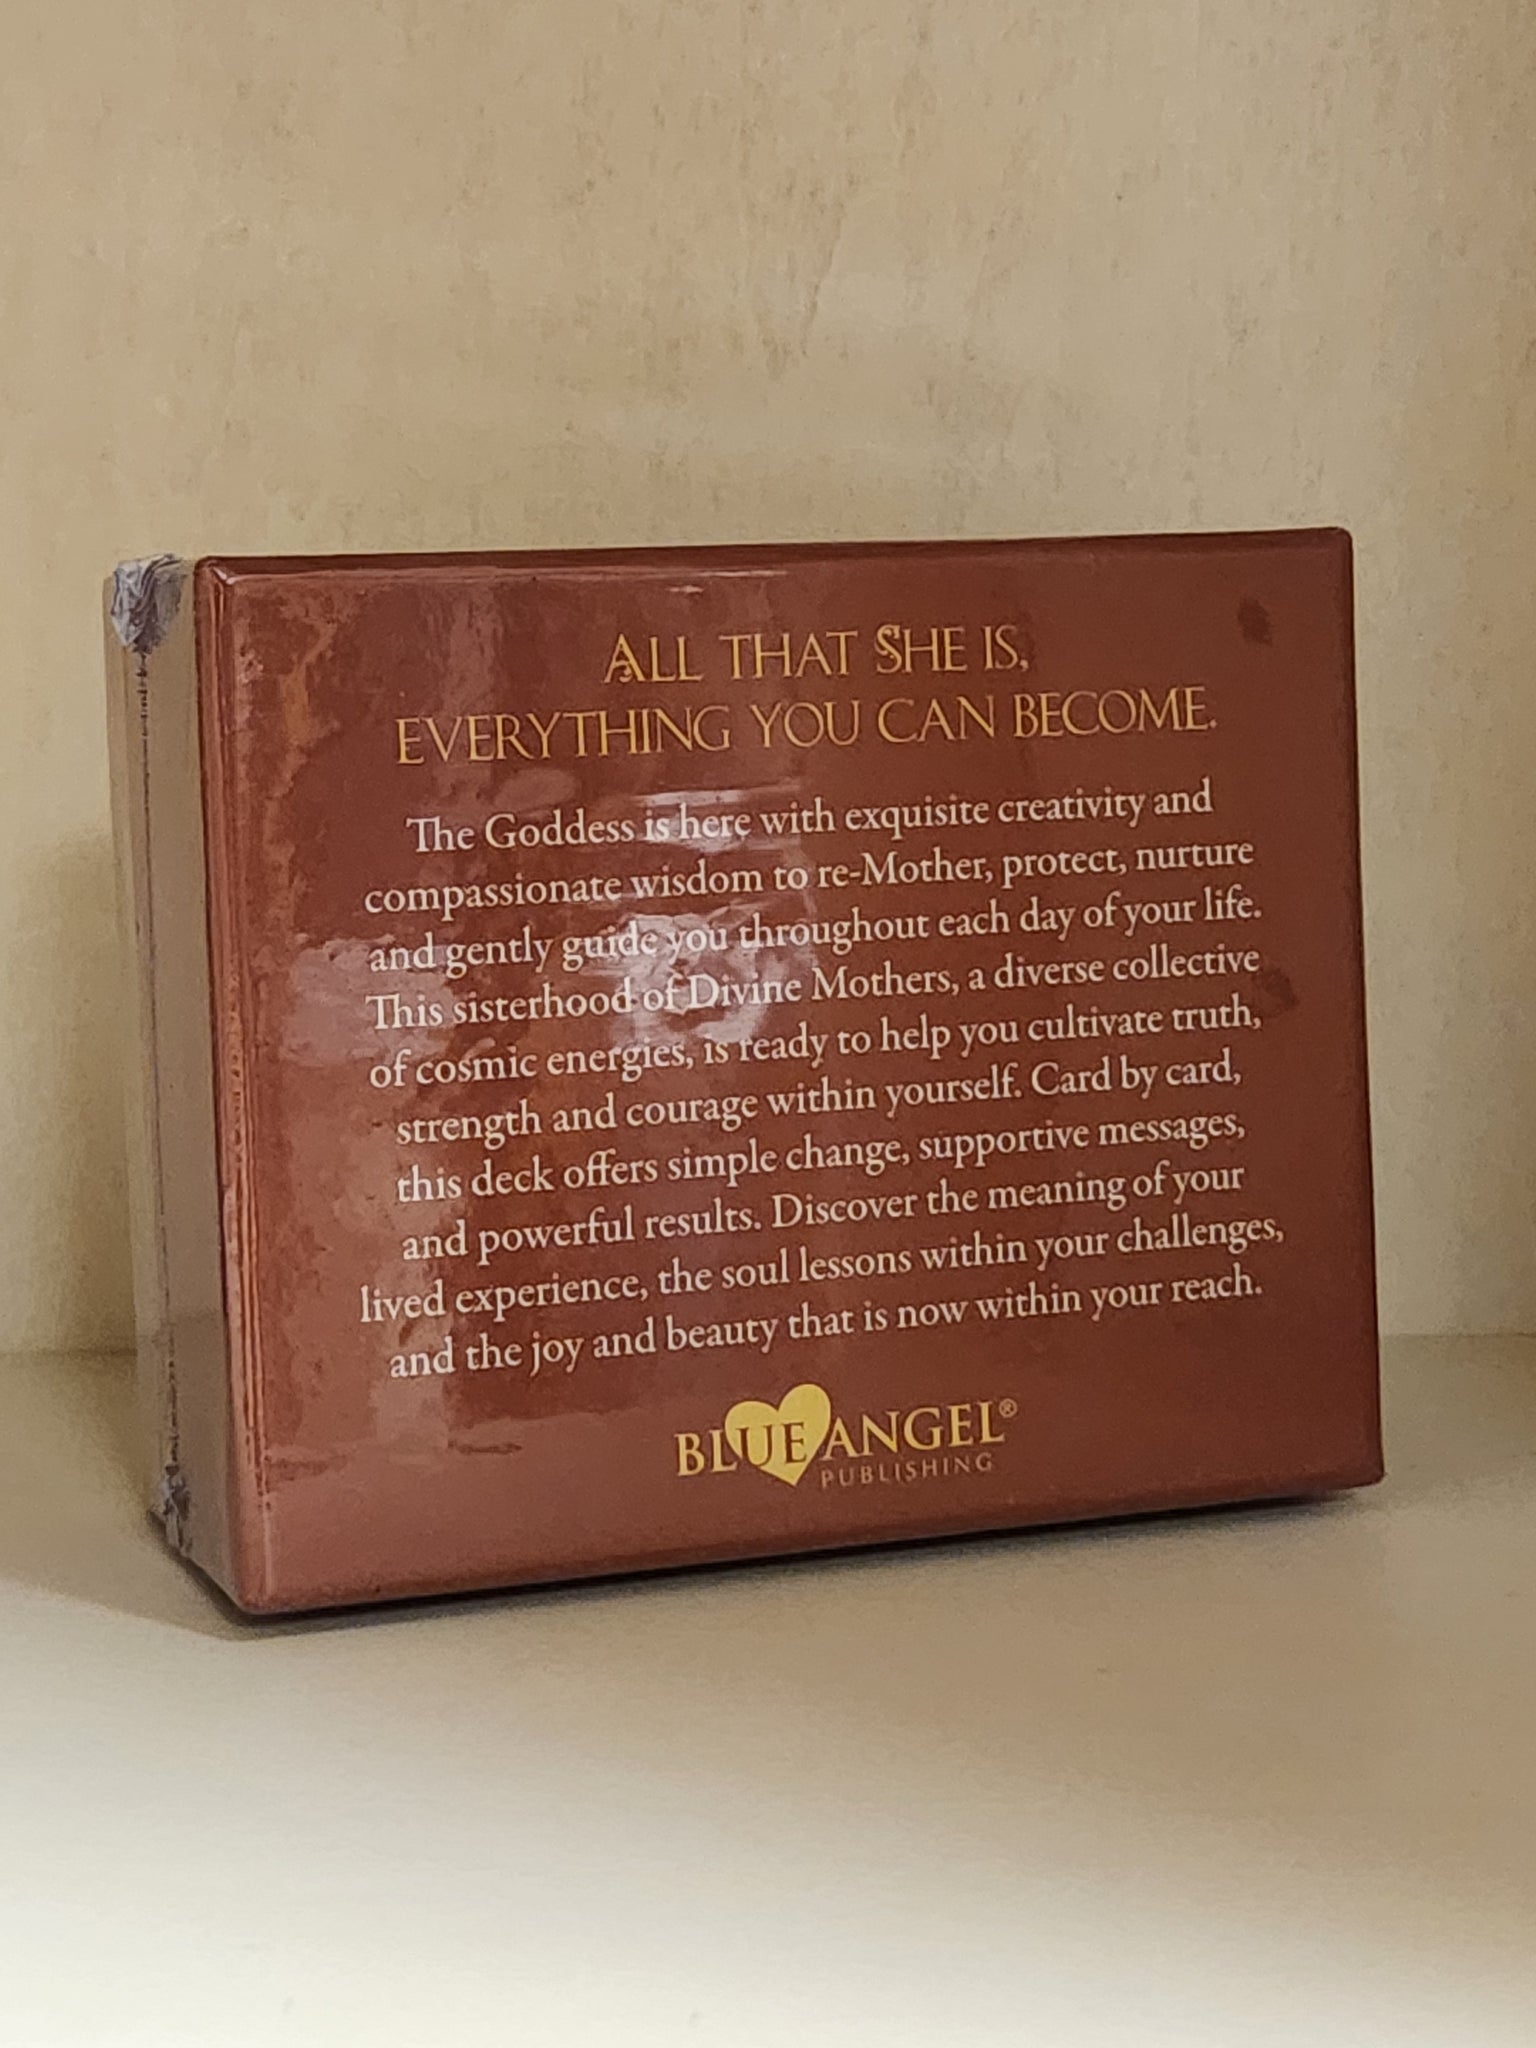 ALL THAT SHE IS,
EVERYTHING YOU CAN BECOME.
The Goddess is here with exquisite creativity and
compassionate wisdom to re-Mother, protect, nurture
and gently guide you throughout each day of your life.
This sisterhood of Divine Mothers, a diverse collective
of cosmic energies, is ready to help you cultivate truth,
strength and courage within yourself. Card by card,
this deck offers simple change, supportive messages,
and powerful results. Discover the meaning of your
lived experience, the soul lessons within your challenges,
and the joy and beauty that is now within your reach.
BLUE ANGEL®
PUBLISHING